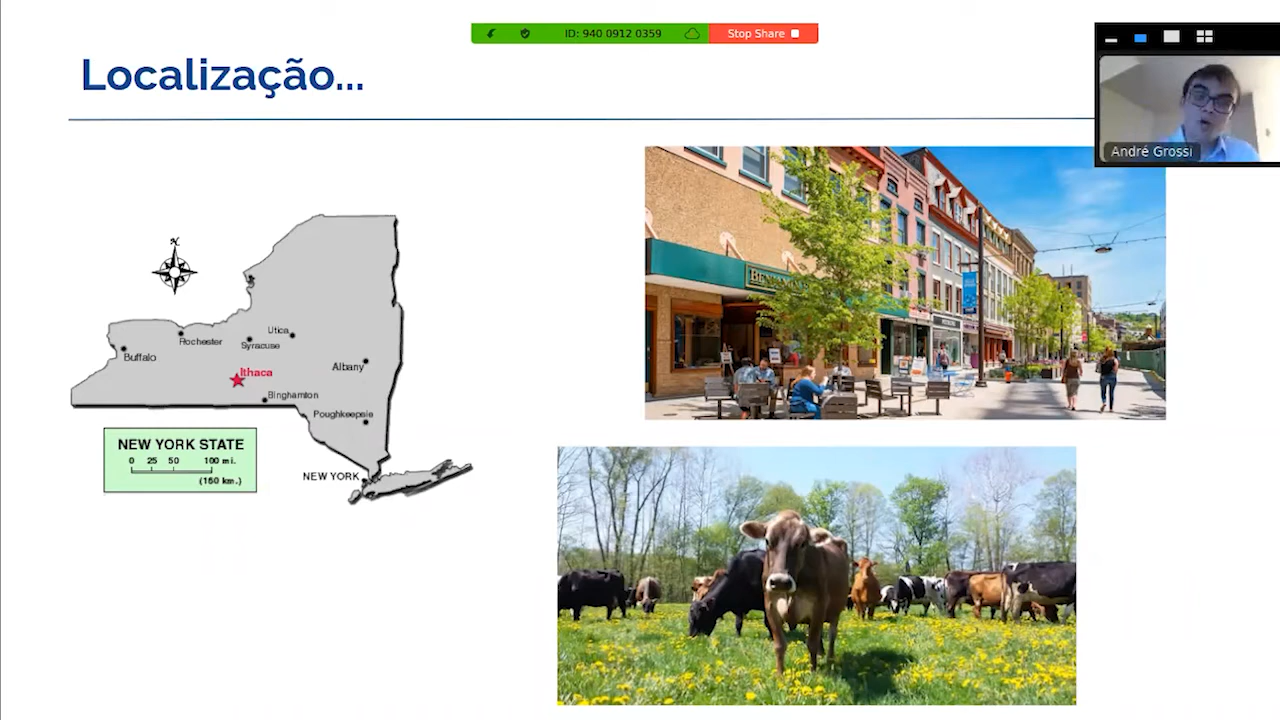 ID: 940 0912 0359
Stop Share
Localização...
André Grossi
N
Utica
Rochester
Syracuse
Buffalo
Albany
Ithaca
Binghamton
Poughkeepsie
NEW YORK STATE
0 25 50 100 mi.
(160 km.)
NEW YORK